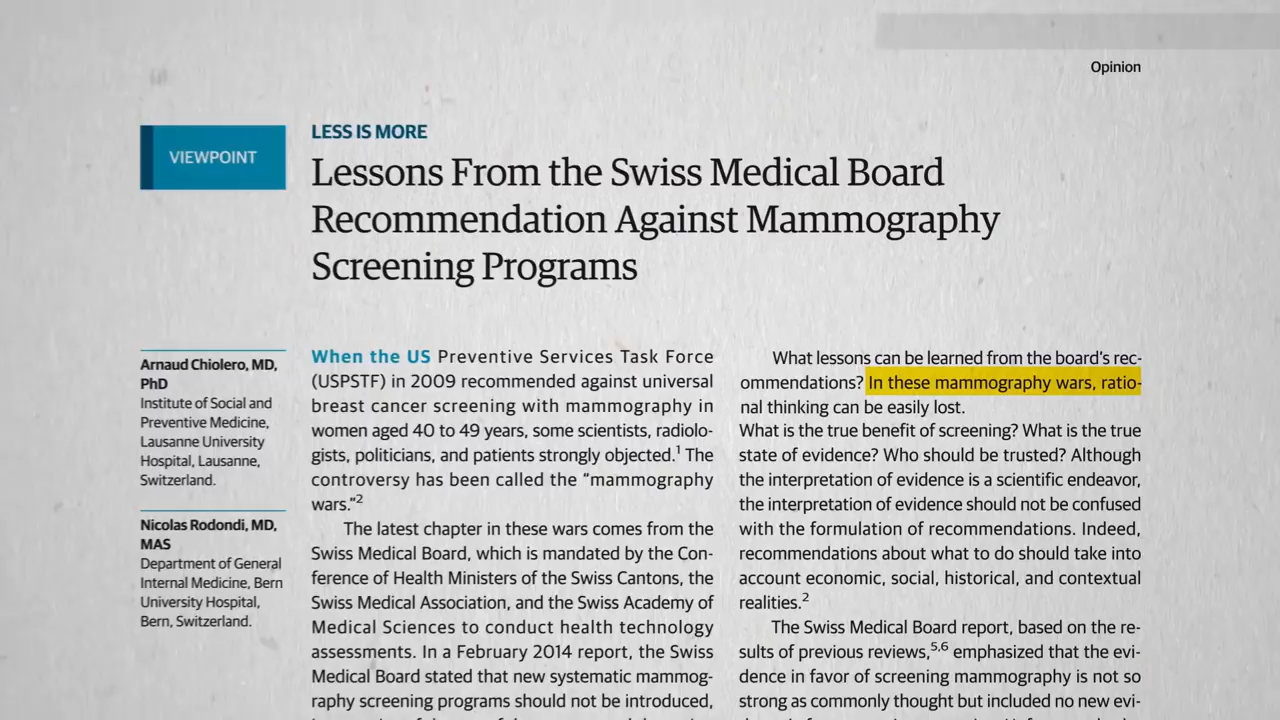 Opinion
VIEWPOINT
LESS IS MORE
Lessons From the Swiss Medical Board
Recommendation Against Mammography
Screening Programs
Arnaud Chiolero, MD,
PhD
Institute of Social and
Preventive Medicine,
Lausanne University
Hospital, Lausanne,
Switzerland.
Nicolas Rodondi, MD,
MAS
Department of General
Internal Medicine, Bern
University Hospital,
Bern, Switzerland.
When the US Preventive Services Task Force
(USPSTF) in 2009 recommended against universal
breast cancer screening with mammography in
women aged 40 to 49 years, some scientists, radiolo-
gists, politicians, and patients strongly objected.1 The
controversy has been called the “mammography
wars.”2
The latest chapter in these wars comes from the
Swiss Medical Board, which is mandated by the Con-
ference of Health Ministers of the Swiss Cantons, the
Swiss Medical Association, and the Swiss Academy of
Medical Sciences to conduct health technology
assessments. In a February 2014 report, the Swiss
Medical Board stated that new systematic mammog-
raphy screening programs should not be introduced,
What lessons can be learned from the board's rec-
ommendations? In these mammography wars, ratio-
nal thinking can be easily lost.
What is the true benefit of screening? What is the true
state of evidence? Who should be trusted? Although
the interpretation of evidence is a scientific endeavor,
the interpretation of evidence should not be confused
with the formulation of recommendations. Indeed,
recommendations about what to do should take into
account economic, social, historical, and contextual
realities.2
The Swiss Medical Board report, based on the re-
sults of previous reviews,5,6 emphasized that the evi-
dence in favor of screening mammography is not so
strong as commonly thought but included no new evi-